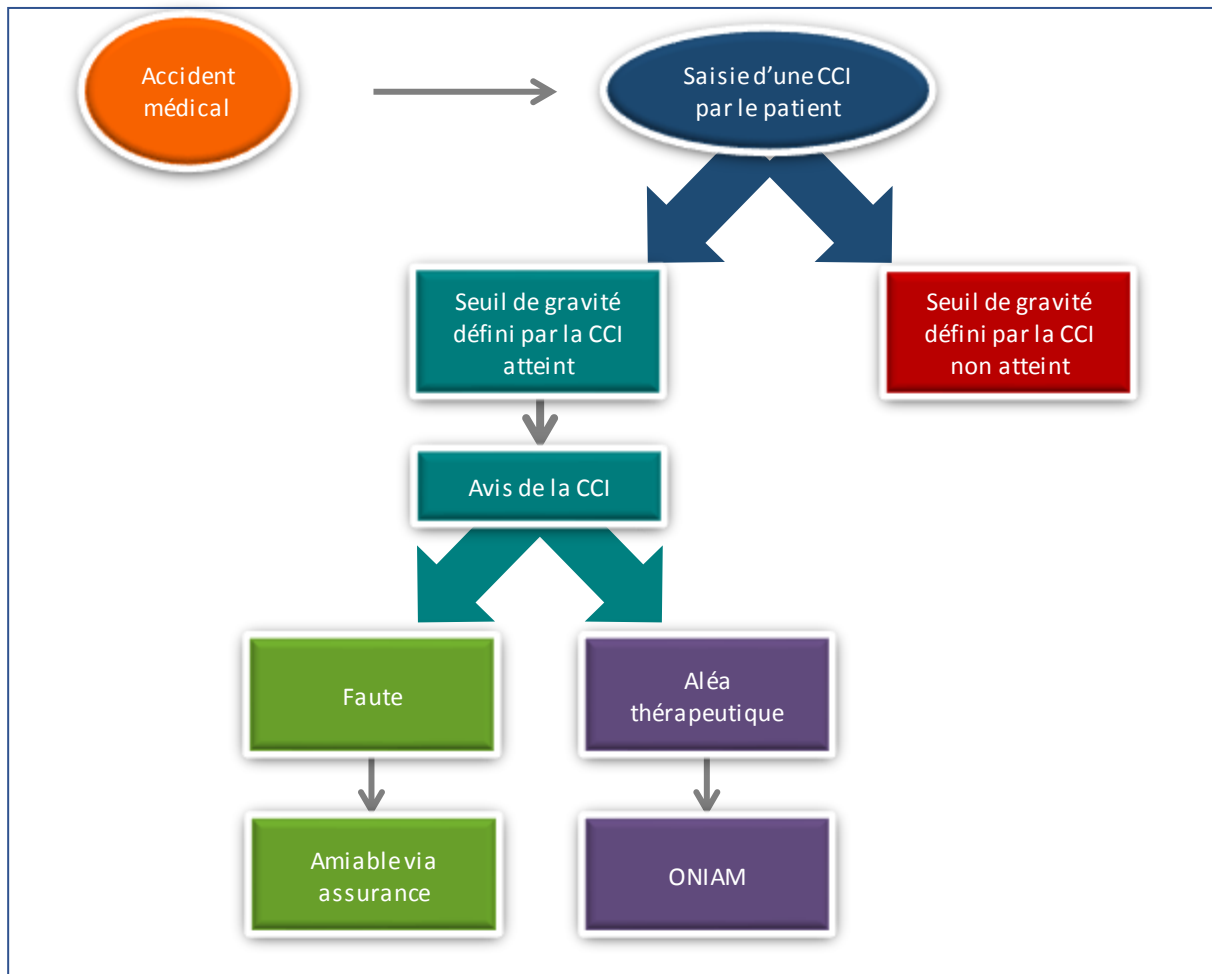 Accident
médical
Saisie d'une CCI
par le patient
Seuil de gravité
défini par la CCI
atteint
Seuil de gravité
défini par la CCI
non atteint
Avis de la CCI
Faute
Aléa
thérapeutique
Amiable via
assurance
ONIAM